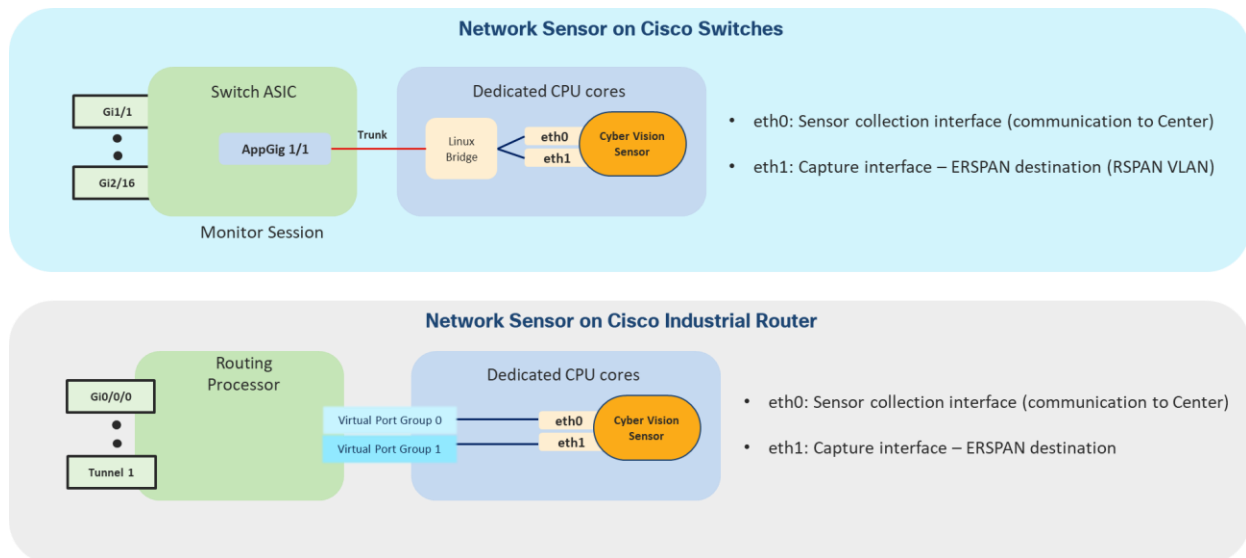 Network Sensor on Cisco Switches
Switch ASIC
Dedicated CPU cores
Gi1/1
Gi2/16
AppGig 1/1
Trunk
Linux
Bridge
eth0
eth1
Cyber Vision
Sensor
Monitor Session
• eth0: Sensor collection interface (communication to Center)
• eth1: Capture interface – ERSPAN destination (RSPAN VLAN)
Network Sensor on Cisco Industrial Router
Routing
Processor
Dedicated CPU cores
Gi0/0/0
Tunnel 1
Virtual Port Group 0
Virtual Port Group 1
eth0
eth1
Cyber Vision
Sensor
• eth0: Sensor collection interface (communication to Center)
• eth1: Capture interface – ERSPAN destination